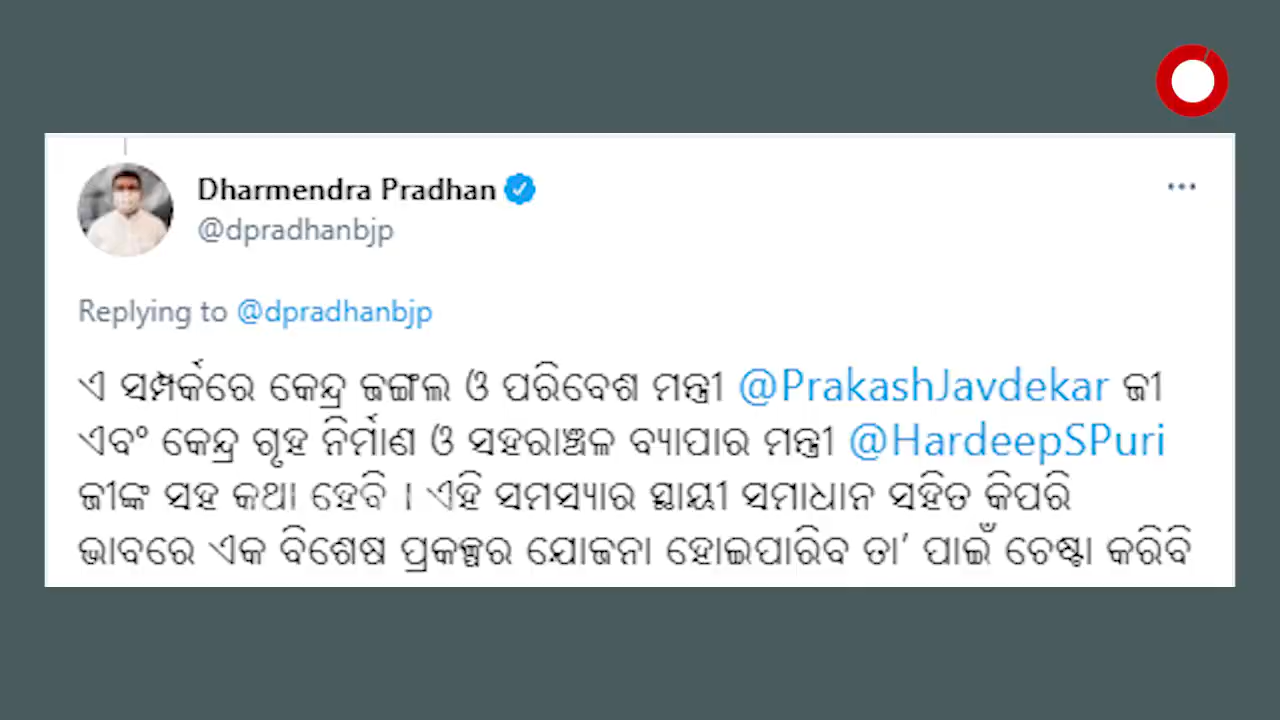 Dharmendra Pradhan
@dpradhanbjp
Replying to @dpradhanbjp
ଏ ସମ୍ପର୍କରେ କେନ୍ଦ୍ର ଜଙ୍ଗଲ ଓ ପରିବେଶ ମନ୍ତ୍ରୀ @PrakashJavdekar ଜୀ
ଏବଂ କେନ୍ଦ୍ର ଗୃହ ନିର୍ମାଣ ଓ ସହରାଞ୍ଚଳ ବ୍ୟାପାର ମନ୍ତ୍ରୀ @HardeepSPuri
ଜୀଙ୍କ ସହ କଥା ହେବି । ଏହି ସମସ୍ୟାର ସ୍ଥାୟୀ ସମାଧାନ ସହିତ କିପରି
ଭାବରେ ଏକ ବିଶେଷ ପ୍ରକଳ୍ପର ଯୋଜନା ହୋଇପାରିବ ତା’ ପାଇଁ ଚେଷ୍ଟା କରିବି